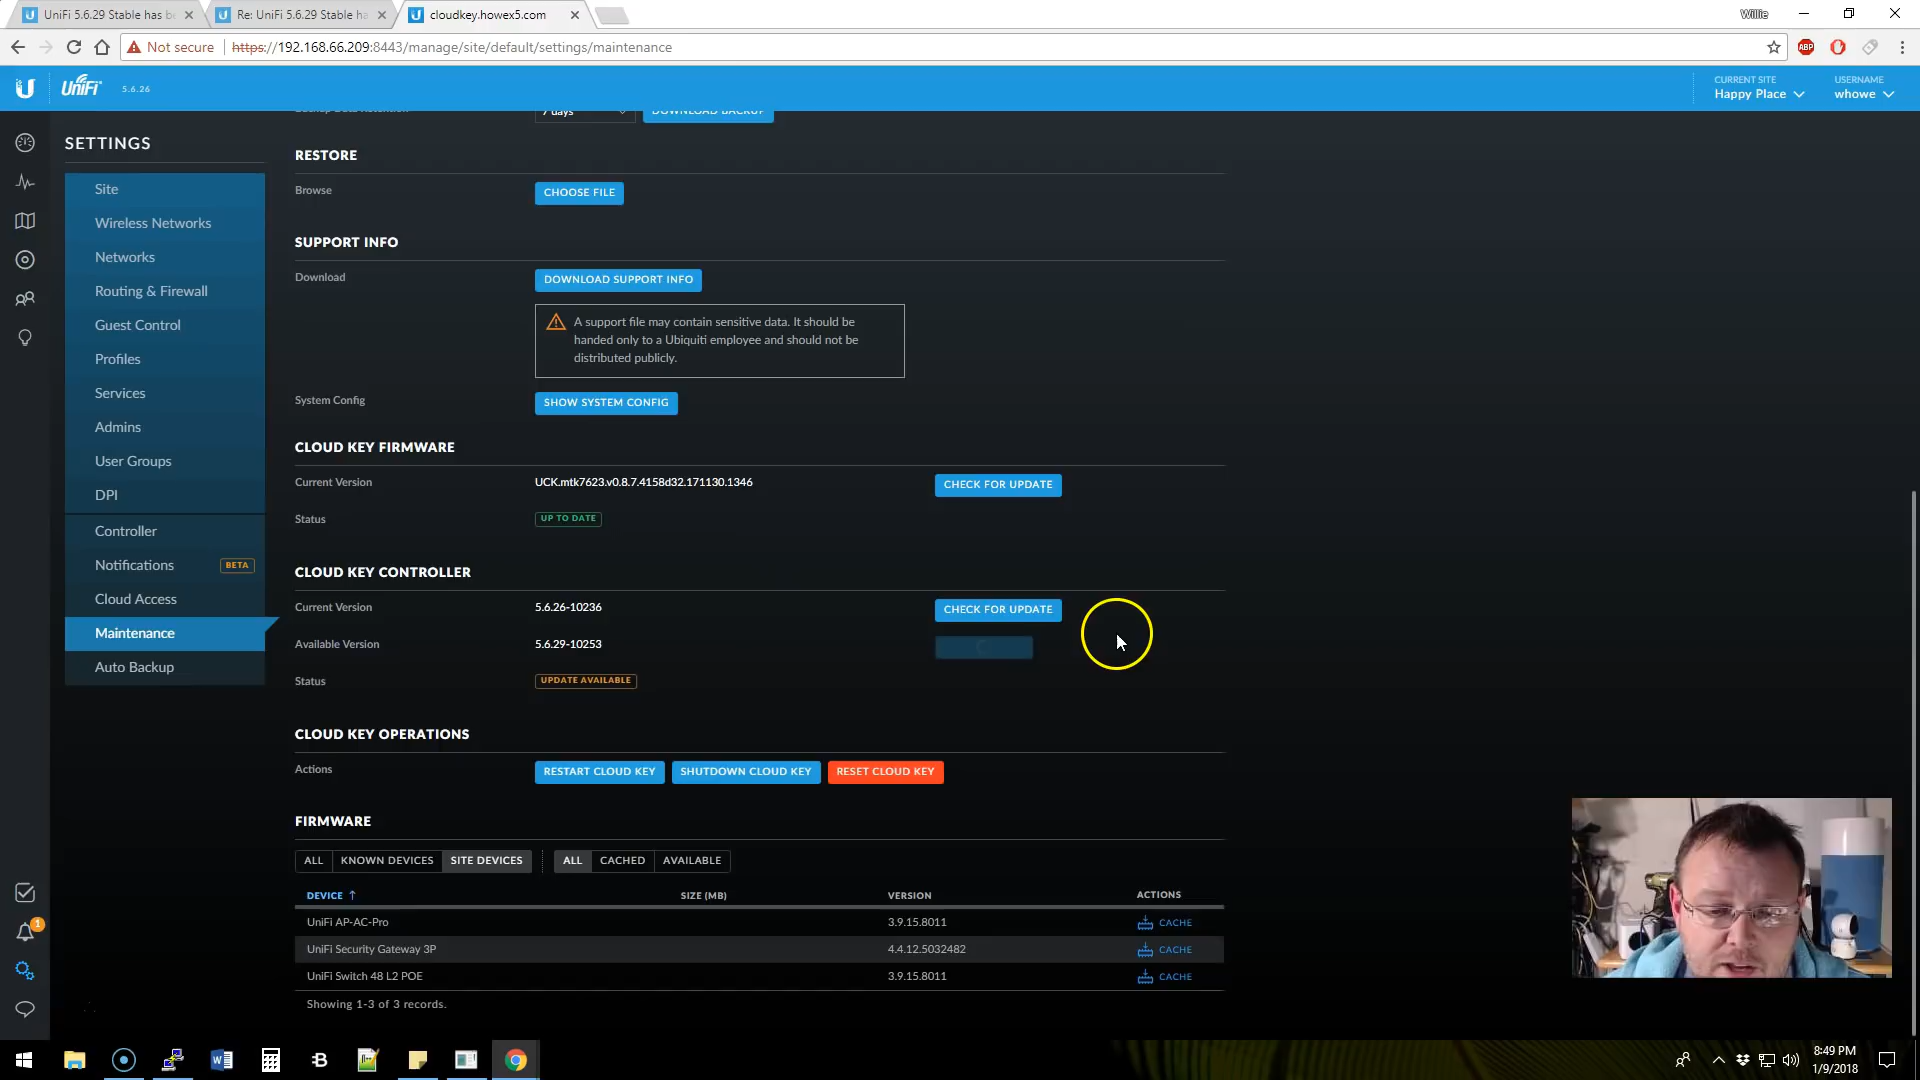 UniFi 5.6.29 Stable has be
Re: UniFi 5.6.29 Stable ha
cloudkey.howex5.com
Willie
Not secure
https://192.168.66.209:8443/manage/site/default/settings/maintenance
ABP
U
UniFi
5.6.26
CURRENT SITE
Happy Place
USERNAME
whowe
SETTINGS
Site
Wireless Networks
Networks
Routing & Firewall
Guest Control
Profiles
Services
Admins
User Groups
DPI
Controller
Notifications BETA
Cloud Access
Maintenance
Auto Backup
1
Backup Data Retention
7 days
DOWNLOAD BACKUP
RESTORE
Browse
CHOOSE FILE
SUPPORT INFO
Download
DOWNLOAD SUPPORT INFO
A support file may contain sensitive data. It should be
handed only to a Ubiquiti employee and should not be
distributed publicly.
System Config
SHOW SYSTEM CONFIG
CLOUD KEY FIRMWARE
Current Version UCK.mtk7623.v0.8.7.4158d32.171130.1346 CHECK FOR UPDATE
Status UP TO DATE
CLOUD KEY CONTROLLER
Current Version 5.6.26-10236 CHECK FOR UPDATE
Available Version 5.6.29-10253
Status UPDATE AVAILABLE
CLOUD KEY OPERATIONS
Actions RESTART CLOUD KEY SHUTDOWN CLOUD KEY RESET CLOUD KEY
FIRMWARE
ALL KNOWN DEVICES SITE DEVICES ALL CACHED AVAILABLE
DEVICE ↑ SIZE (MB) VERSION ACTIONS
UniFi AP-AC-Pro 3.9.15.8011 CACHE
UniFi Security Gateway 3P 4.4.12.5032482 CACHE
UniFi Switch 48 L2 POE 3.9.15.8011 CACHE
Showing 1-3 of 3 records.
8:49 PM
1/9/2018